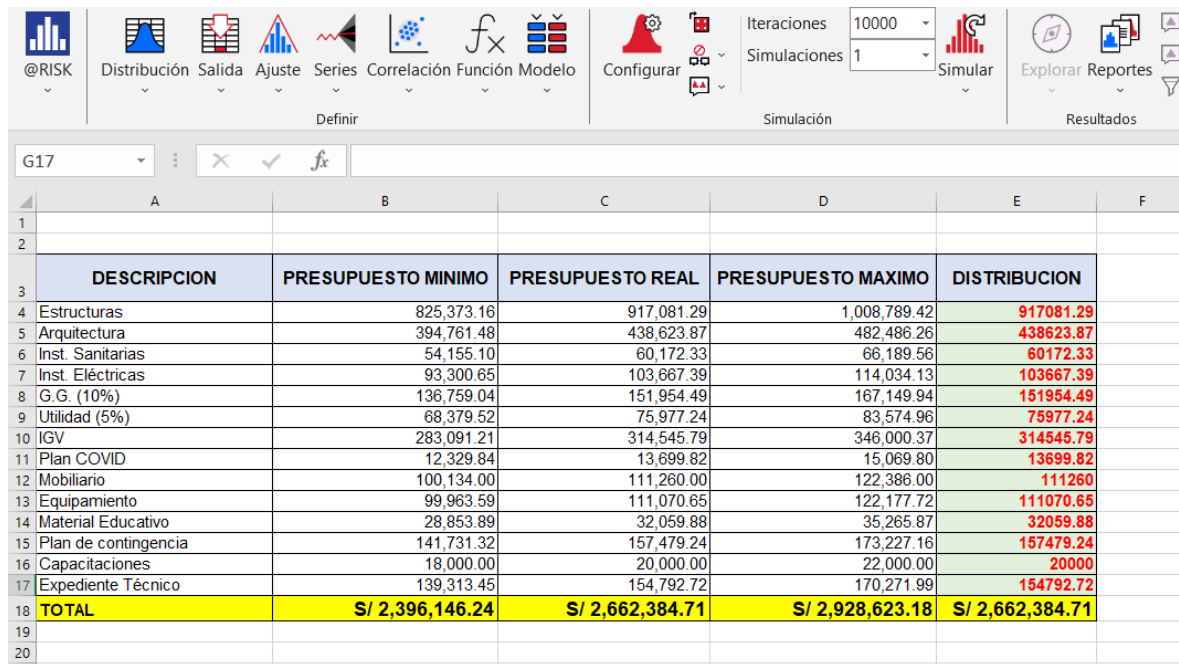 Iteraciones 10000
Simulaciones 1
@RISK Distribución Salida Ajuste Series Correlación Función Modelo Configurar Simular Explorar Reportes
Definir Simulación Resultados
G17 fx
A B C D E F
1
2
3 DESCRIPCION PRESUPUESTO MINIMO PRESUPUESTO REAL PRESUPUESTO MAXIMO DISTRIBUCION
4 Estructuras 825,373.16 917,081.29 1,008,789.42 917081.29
5 Arquitectura 394,761.48 438,623.87 482,486.26 438623.87
6 Inst. Sanitarias 54,155.10 60,172.33 66,189.56 60172.33
7 Inst. Eléctricas 93,300.65 103,667.39 114,034.13 103667.39
8 G.G. (10%) 136,759.04 151,954.49 167,149.94 151954.49
9 Utilidad (5%) 68,379.52 75,977.24 83,574.96 75977.24
10 IGV 283,091.21 314,545.79 346,000.37 314545.79
11 Plan COVID 12,329.84 13,699.82 15,069.80 13699.82
12 Mobiliario 100,134.00 111,260.00 122,386.00 111260
13 Equipamiento 99,963.59 111,070.65 122,177.72 111070.65
14 Material Educativo 28,853.89 32,059.88 35,265.87 32059.88
15 Plan de contingencia 141,731.32 157,479.24 173,227.16 157479.24
16 Capacitaciones 18,000.00 20,000.00 22,000.00 20000
17 Expediente Técnico 139,313.45 154,792.72 170,271.99 154792.72
18 TOTAL S/ 2,396,146.24 S/ 2,662,384.71 S/ 2,928,623.18 S/ 2,662,384.71
19
20